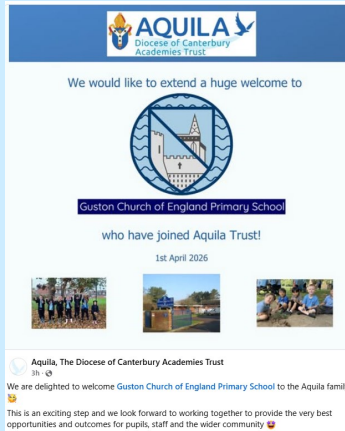 AQUILA
Diocese of Canterbury
Academies Trust
We would like to extend a huge welcome to
Guston Church of England Primary School
who have joined Aquila Trust!
1st April 2026
Aquila, The Diocese of Canterbury Academies Trust
3h ·
We are delighted to welcome Guston Church of England Primary School to the Aquila famil
🥳
This is an exciting step and we look forward to working together to provide the very best
opportunities and outcomes for pupils, staff and the wider community 🤩